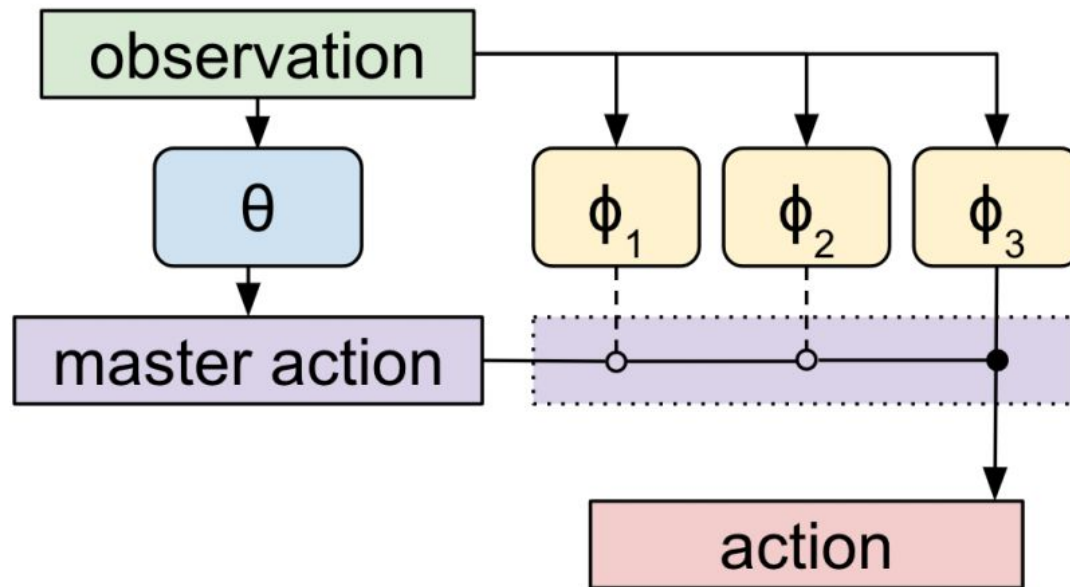 observation
θ
ϕ₁
ϕ₂
ϕ₃
master action
action